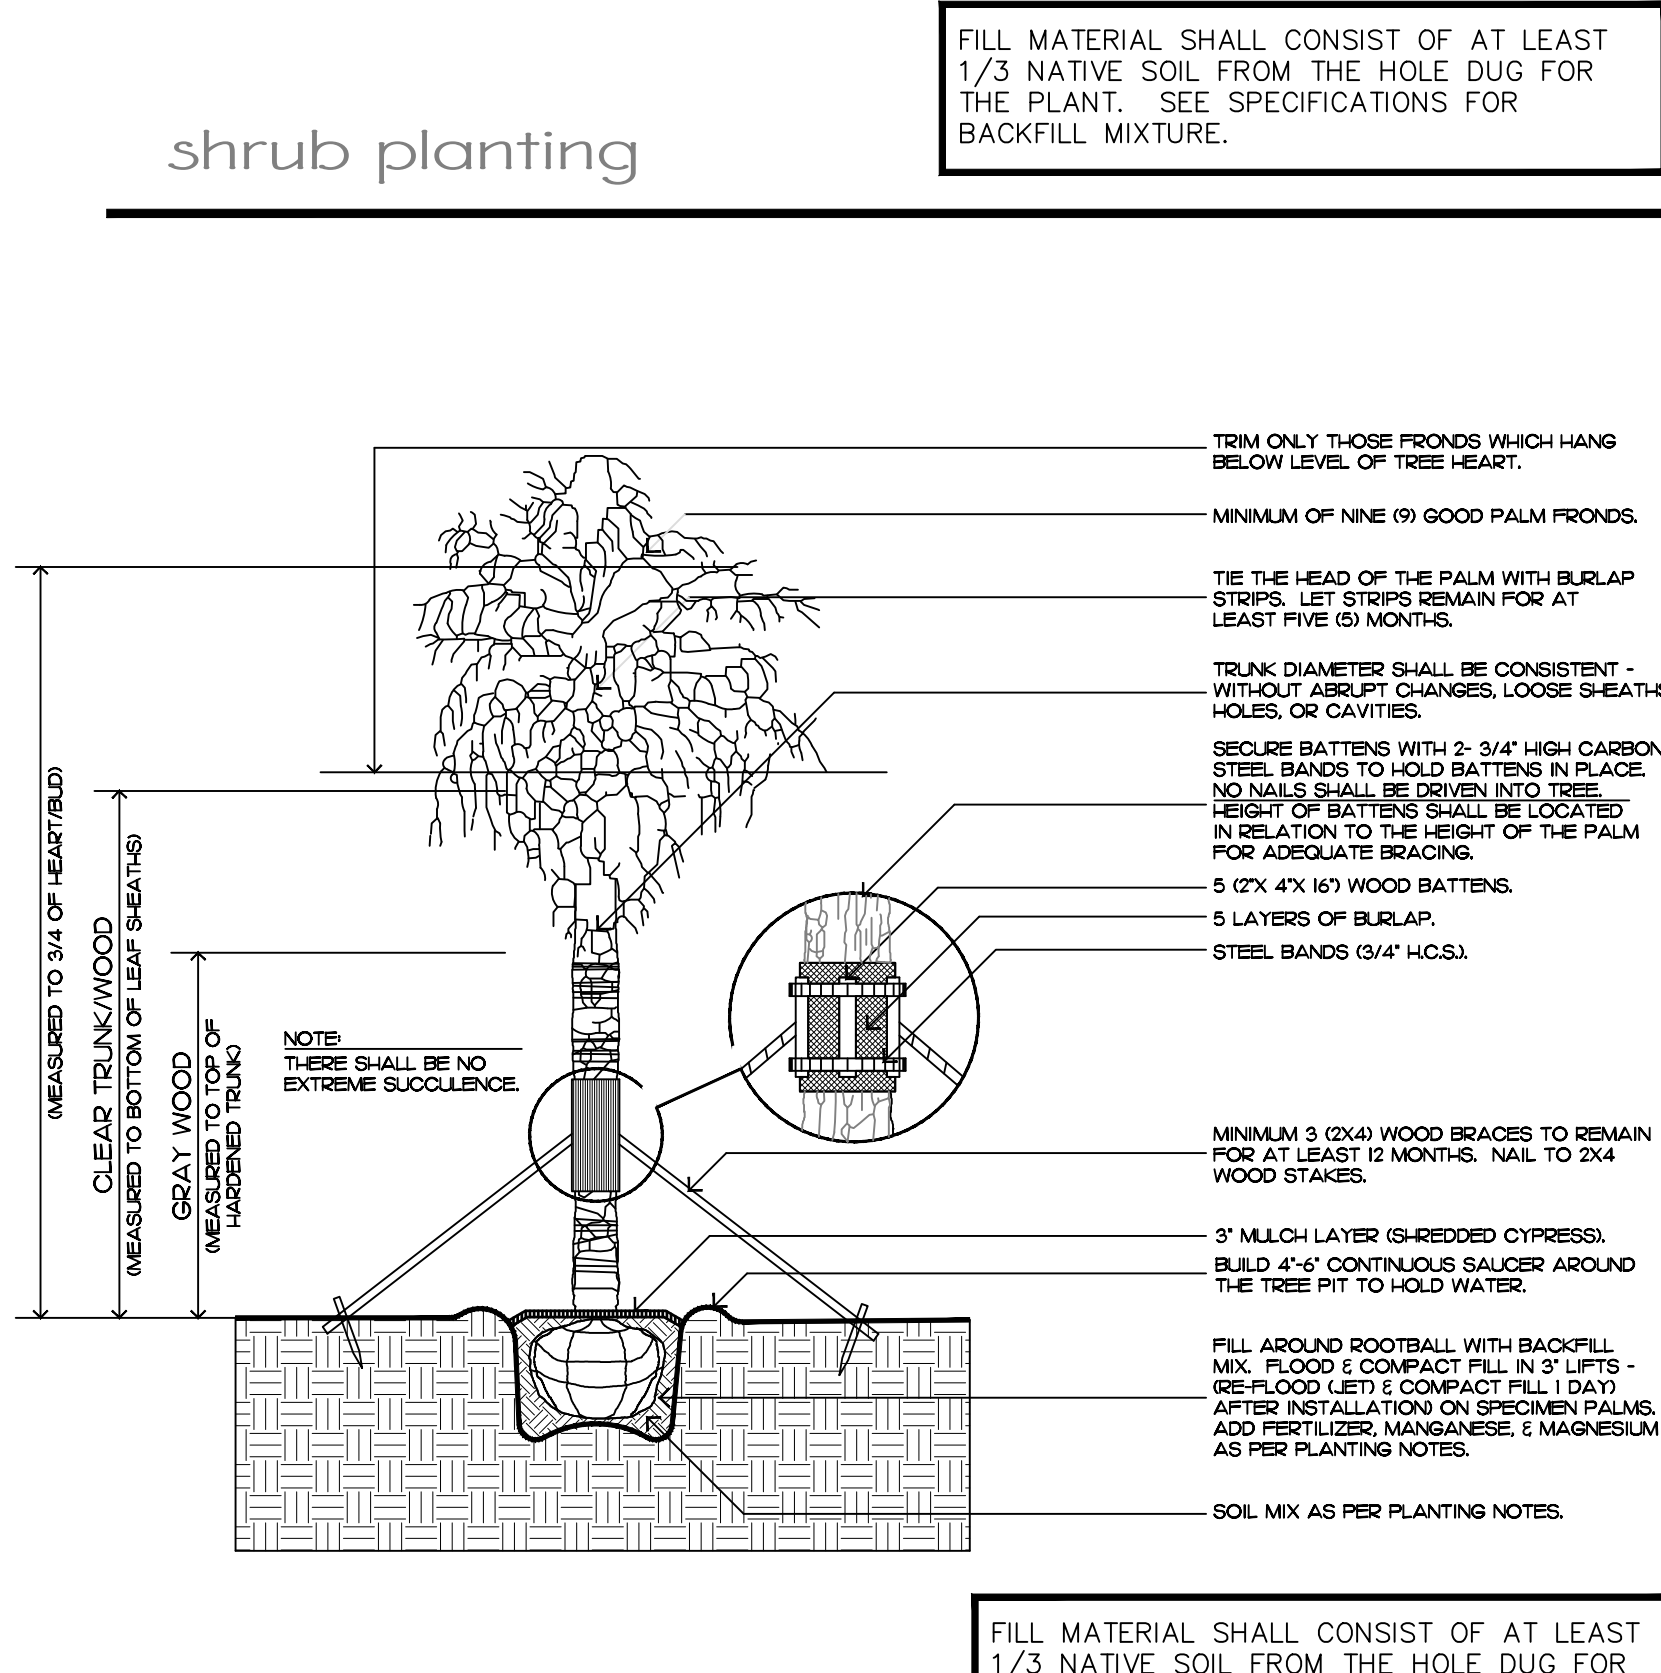 FILL MATERIAL SHALL CONSIST OF AT LEAST
1/3 NATIVE SOIL FROM THE HOLE DUG FOR
THE PLANT.  SEE SPECIFICATIONS FOR
BACKFILL MIXTURE.
shrub planting
TRIM ONLY THOSE FRONDS WHICH HANG
BELOW LEVEL OF TREE HEART.
MINIMUM OF NINE (9) GOOD PALM FRONDS.
TIE THE HEAD OF THE PALM WITH BURLAP
STRIPS.  LET STRIPS REMAIN FOR AT
LEAST FIVE (5) MONTHS.
TRUNK DIAMETER SHALL BE CONSISTENT -
WITHOUT ABRUPT CHANGES, LOOSE SHEATHS
HOLES, OR CAVITIES.
SECURE BATTENS WITH 2- 3/4" HIGH CARBON
STEEL BANDS TO HOLD BATTENS IN PLACE.
NO NAILS SHALL BE DRIVEN INTO TREE.
HEIGHT OF BATTENS SHALL BE LOCATED
IN RELATION TO THE HEIGHT OF THE PALM
FOR ADEQUATE BRACING.
5 (2"X 4"X 16") WOOD BATTENS.
5 LAYERS OF BURLAP.
STEEL BANDS (3/4" H.C.S.).
(MEASURED TO 3/4 OF HEART/BUD)
CLEAR TRUNK/WOOD
(MEASURED TO BOTTOM OF LEAF SHEATHS)
GRAY WOOD
(MEASURED TO TOP OF
HARDENED TRUNK)
NOTE:
THERE SHALL BE NO
EXTREME SUCCULENCE.
MINIMUM 3 (2X4) WOOD BRACES TO REMAIN
FOR AT LEAST 12 MONTHS.  NAIL TO 2X4
WOOD STAKES.
3" MULCH LAYER (SHREDDED CYPRESS).
BUILD 4"-6" CONTINUOUS SAUCER AROUND
THE TREE PIT TO HOLD WATER.
FILL AROUND ROOTBALL WITH BACKFILL
MIX.  FLOOD & COMPACT FILL IN 3" LIFTS -
(RE-FLOOD (JET) & COMPACT FILL 1 DAY)
AFTER INSTALLATION) ON SPECIMEN PALMS.
ADD FERTILIZER, MANGANESE, & MAGNESIUM
AS PER PLANTING NOTES.
SOIL MIX AS PER PLANTING NOTES.
FILL MATERIAL SHALL CONSIST OF AT LEAST
1/3 NATIVE SOIL FROM THE HOLE DUG FOR